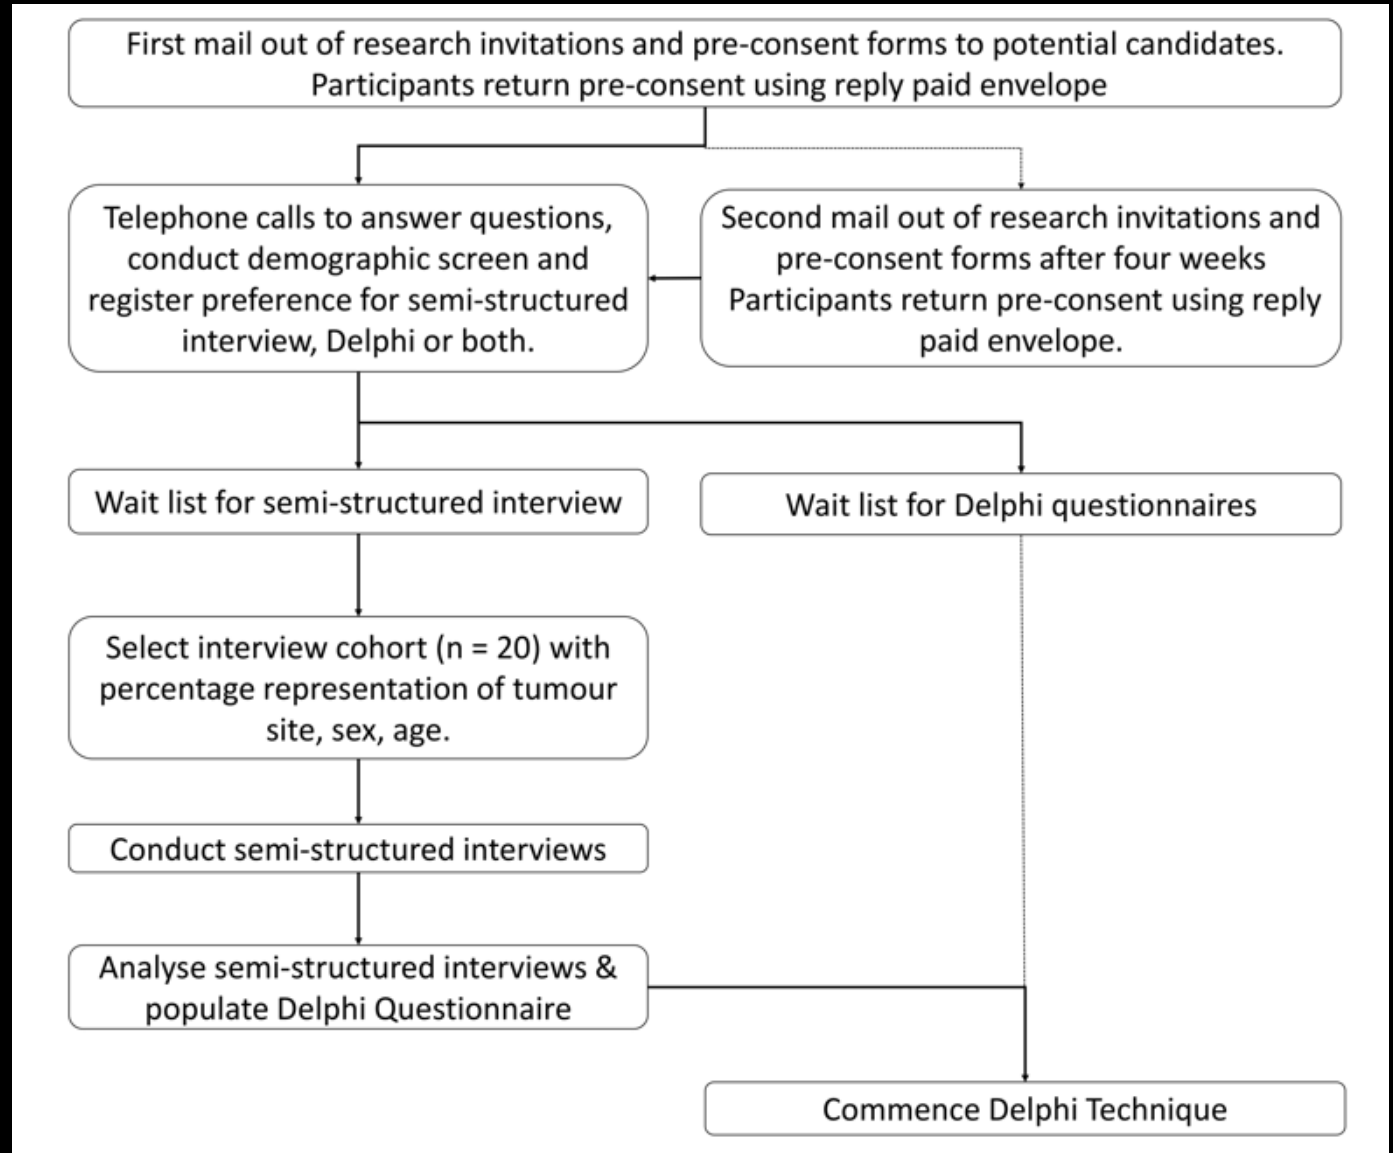 First mail out of research invitations and pre-consent forms to potential candidates.
Participants return pre-consent using reply paid envelope
Telephone calls to answer questions,
conduct demographic screen and
register preference for semi-structured
interview, Delphi or both.
Second mail out of research invitations and
pre-consent forms after four weeks
Participants return pre-consent using reply
paid envelope.
Wait list for semi-structured interview
Wait list for Delphi questionnaires
Select interview cohort (n = 20) with
percentage representation of tumour
site, sex, age.
Conduct semi-structured interviews
Analyse semi-structured interviews &
populate Delphi Questionnaire
Commence Delphi Technique